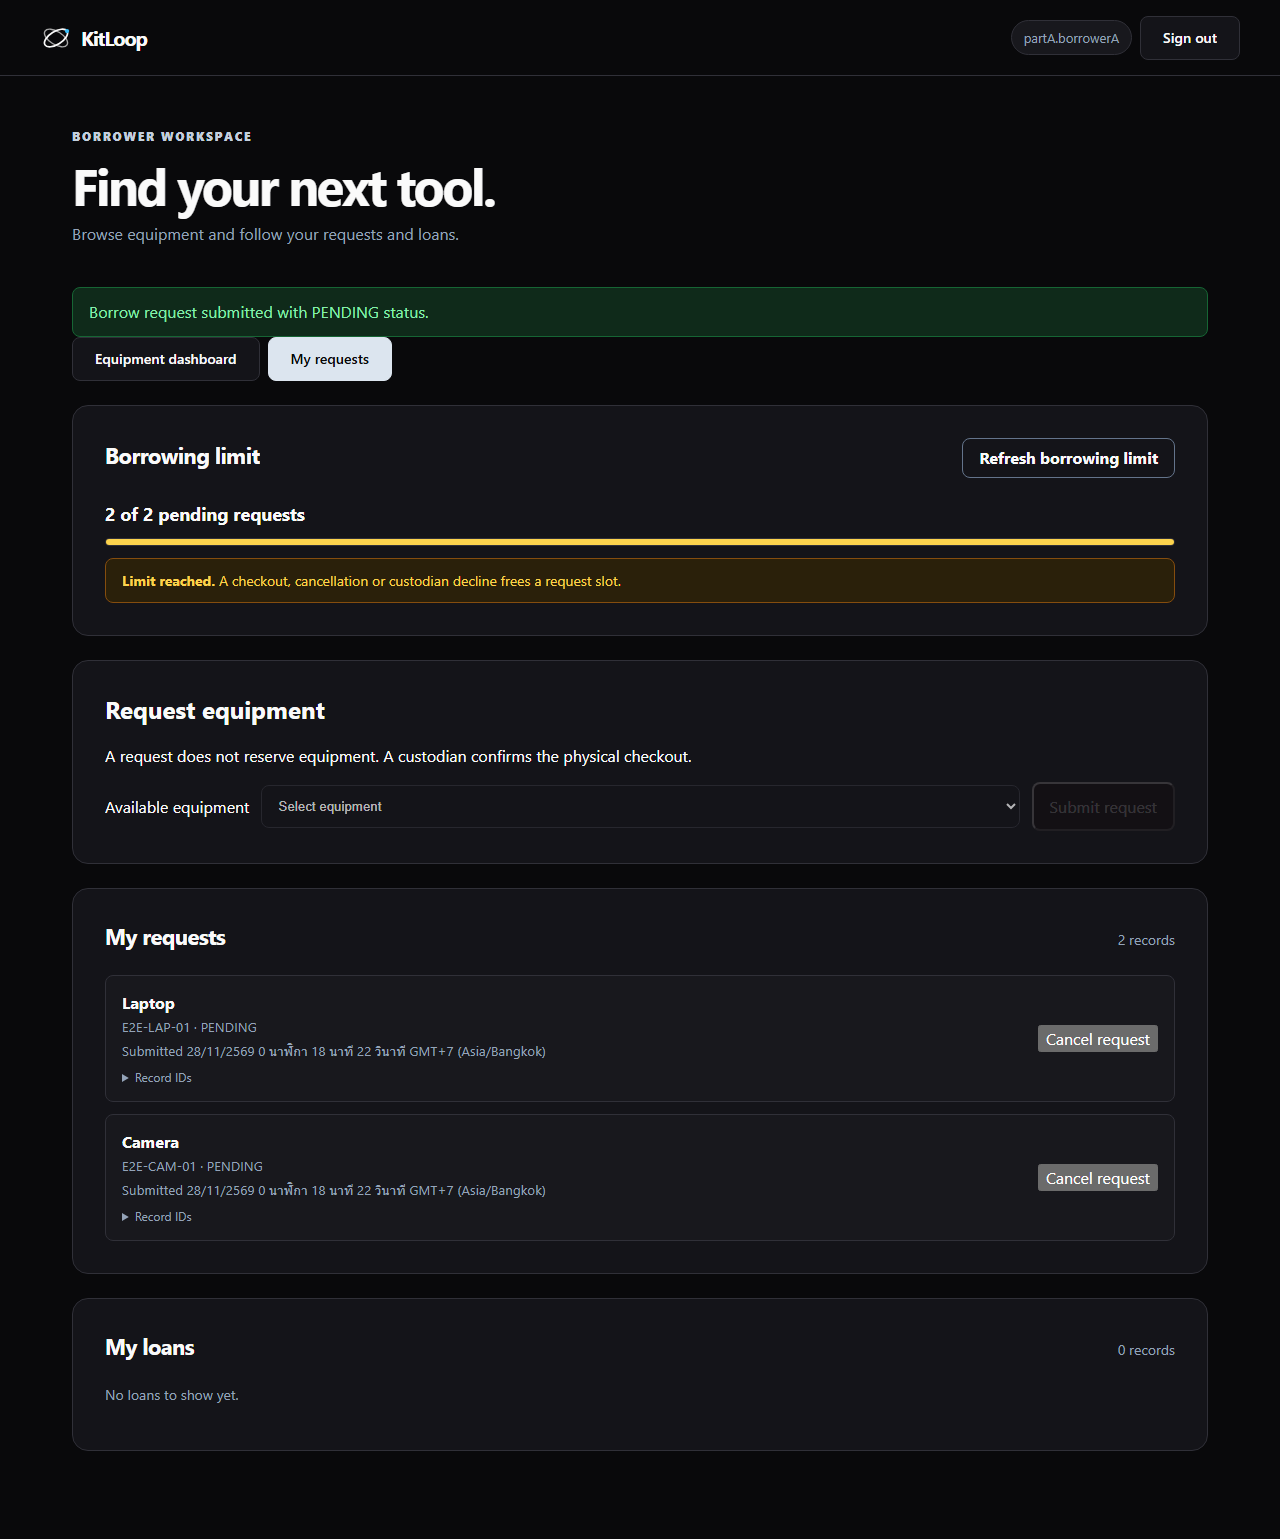 KitLoop
partA.borrowerA
Sign out
BORROWER WORKSPACE
Find your next tool.
Browse equipment and follow your requests and loans.
Borrow request submitted with PENDING status.
Equipment dashboard
My requests
Borrowing limit
Refresh borrowing limit
2 of 2 pending requests
Limit reached. A checkout, cancellation or custodian decline frees a request slot.
Request equipment
A request does not reserve equipment. A custodian confirms the physical checkout.
Available equipment
Select equipment
Submit request
My requests
2 records
Laptop
E2E-LAP-01 · PENDING
Submitted 28/11/2569 0 นาฬิกา 18 นาที 22 วินาที GMT+7 (Asia/Bangkok)
Record IDs
Cancel request
Camera
E2E-CAM-01 · PENDING
Submitted 28/11/2569 0 นาฬิกา 18 นาที 22 วินาที GMT+7 (Asia/Bangkok)
Record IDs
Cancel request
My loans
0 records
No loans to show yet.